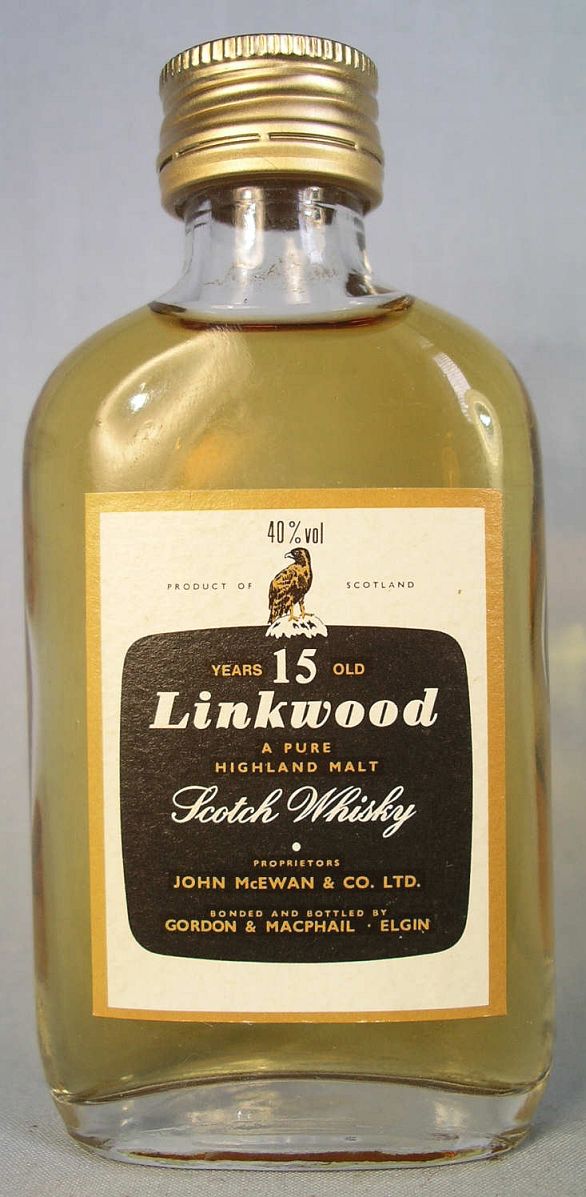 40% vol
PRODUCT OF SCOTLAND
YEARS 15 OLD
Linkwood
A PURE
HIGHLAND MALT
Scotch Whisky
PROPRIETORS
JOHN McEWAN & CO. LTD.
BONDED AND BOTTLED BY
GORDON & MACPHAIL · ELGIN